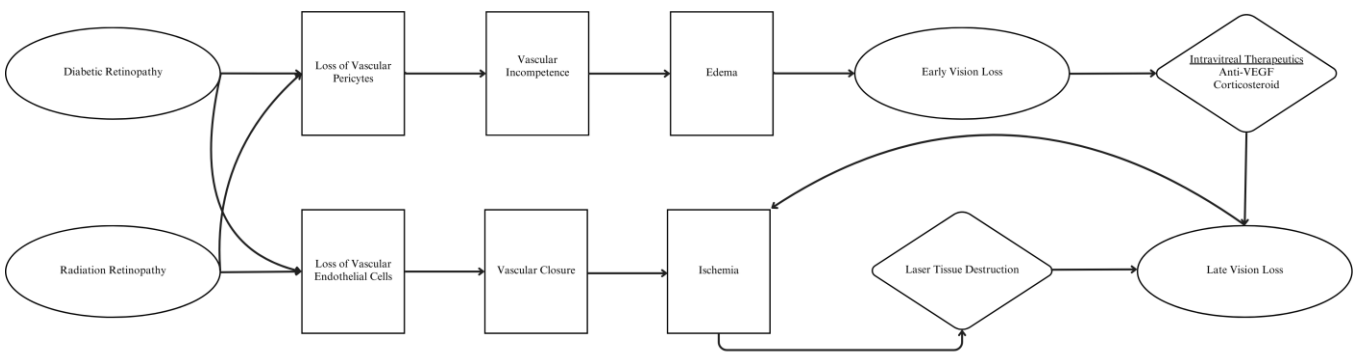 Diabetic Retinopathy
Loss of Vascular
Pericytes
Vascular
Incompetence
Edema
Early Vision Loss
Intravitreal Therapeutics
Anti-VEGF
Corticosteroid
Radiation Retinopathy
Loss of Vascular
Endothelial Cells
Vascular Closure
Ischemia
Laser Tissue Destruction
Late Vision Loss